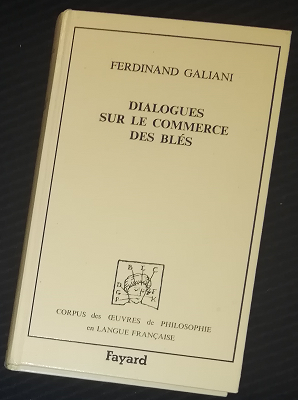 FERDINAND GALIANI
DIALOGUES
SUR LE COMMERCE
DES BLÉS
CORPUS des ŒUVRES de PHILOSOPHIE
en LANGUE FRANÇAISE
Fayard